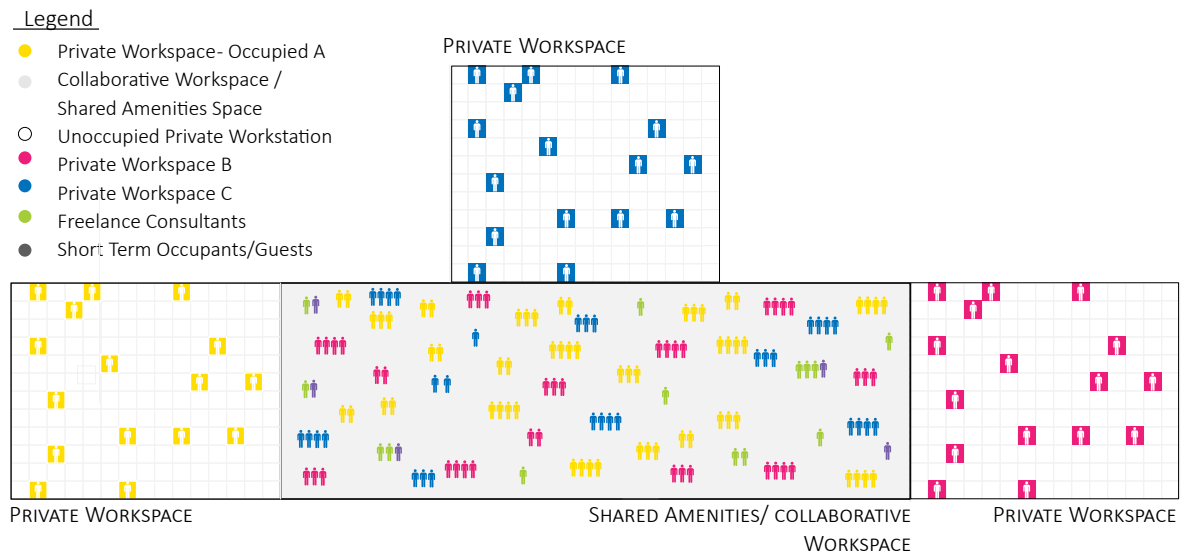 Legend
Private Workspace- Occupied A
Collaborative Workspace /
Shared Amenities Space
Unoccupied Private Workstation
Private Workspace B
Private Workspace C
Freelance Consultants
Short Term Occupants/Guests
Private Workspace
Private Workspace
Shared Amenities/ collaborative
Workspace
Private Workspace